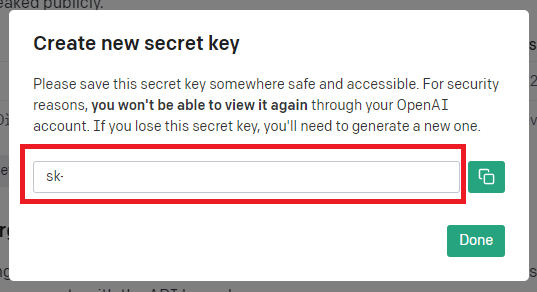 eaked publicly.
Create new secret key
Please save this secret key somewhere safe and accessible. For security
reasons, you won't be able to view it again through your OpenAI
account. If you lose this secret key, you'll need to generate a new one.
sk-
Done